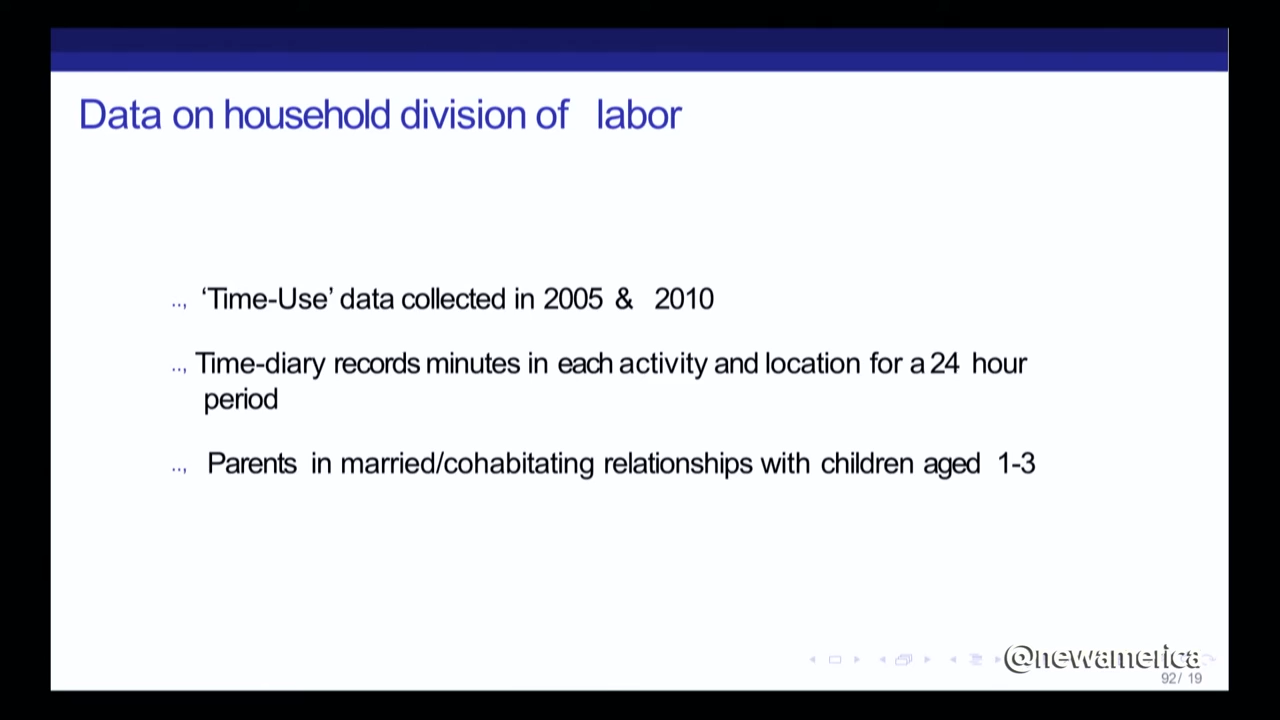 Data on household division of labor
.., ‘Time-Use’ data collected in 2005 & 2010
.., Time-diary records minutes in each activity and location for a 24 hour
period
.., Parents in married/cohabitating relationships with children aged 1-3
@newamerica
92/ 19